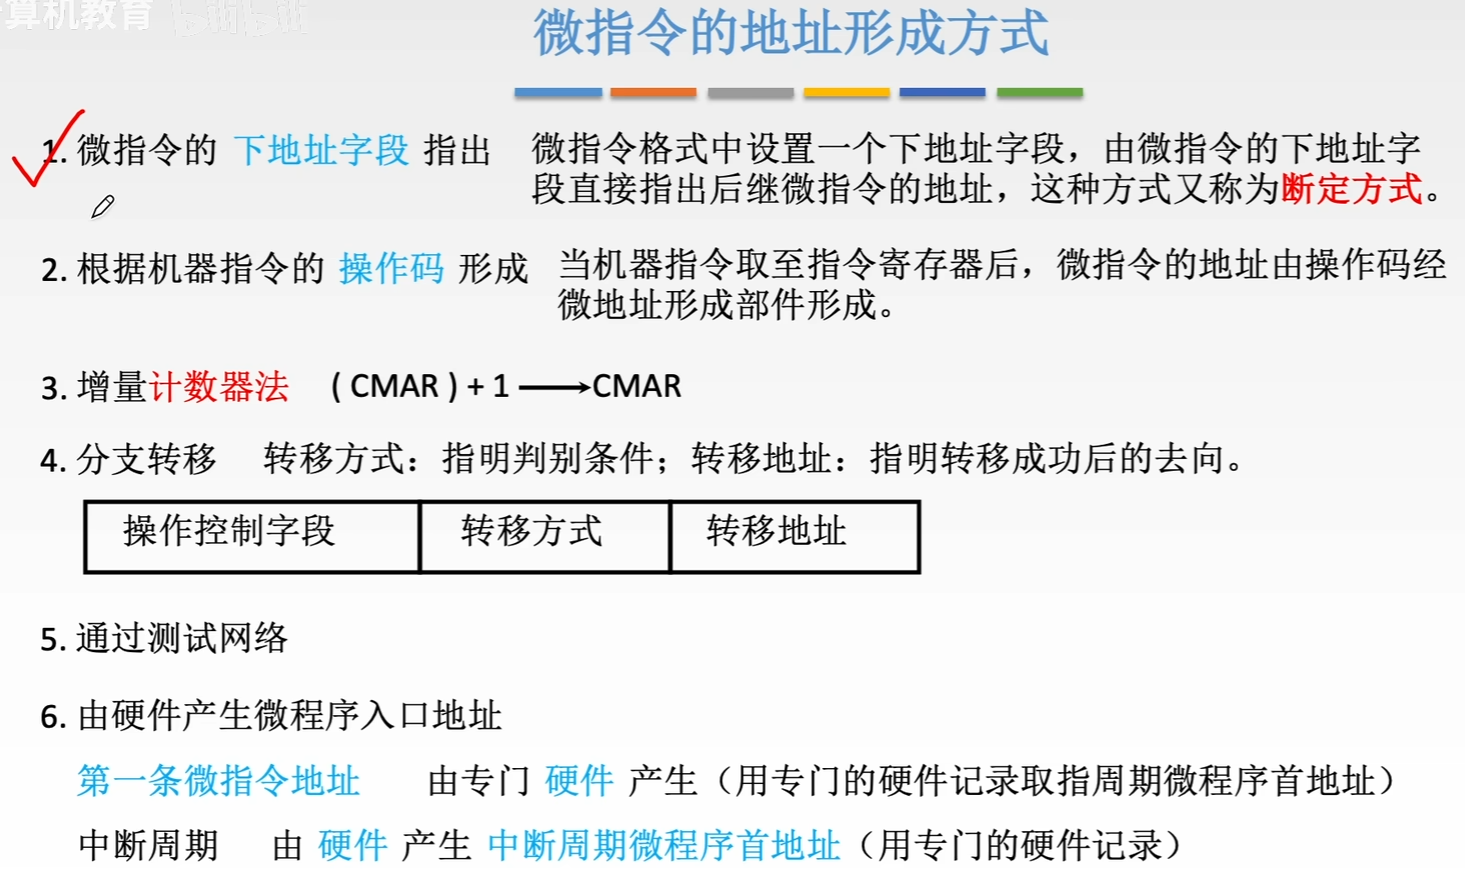 算机教育 bilibili
微指令的地址形成方式
1. 微指令的 下地址字段 指出
微指令格式中设置一个下地址字段，由微指令的下地址字
段直接指出后继微指令的地址，这种方式又称为断定方式。
2. 根据机器指令的 操作码 形成
当机器指令取至指令寄存器后，微指令的地址由操作码经
微地址形成部件形成。
3. 增量计数器法 ( CMAR ) + 1 ⟶ CMAR
4. 分支转移 转移方式：指明判别条件；转移地址：指明转移成功后的去向。
操作控制字段 转移方式 转移地址
5. 通过测试网络
6. 由硬件产生微程序入口地址
第一条微指令地址 由专门 硬件 产生（用专门的硬件记录取指周期微程序首地址）
中断周期 由 硬件 产生 中断周期微程序首地址（用专门的硬件记录）